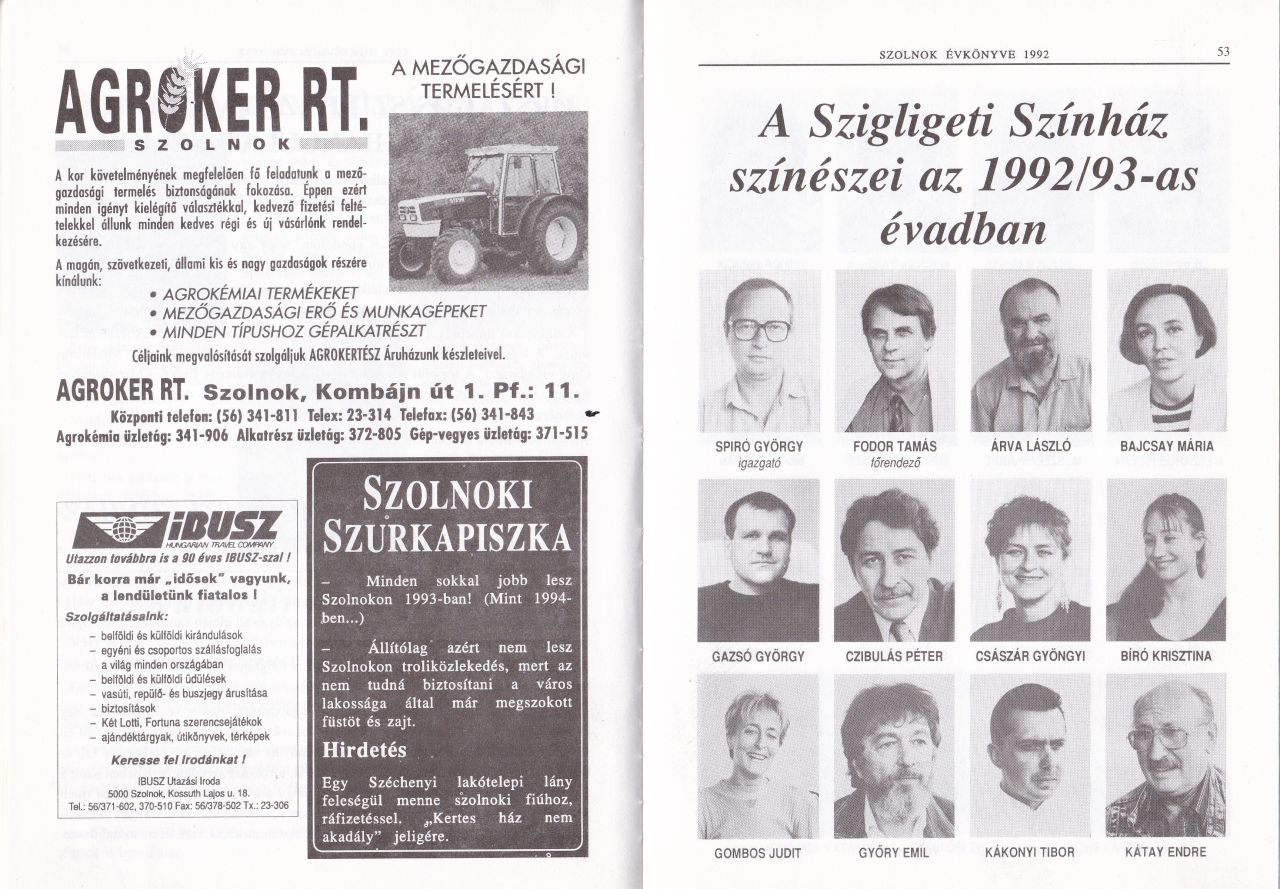 AGROKER RT.
SZOLNOK
A MEZŐGAZDASÁGI
TERMELÉSÉRT !
A kor követelményének megfelelően fő feladatunk a mező-
gazdasági termelés biztonságának fokozása. Éppen ezért
minden igényt kielégítő választékkal, kedvező fizetési felté-
telekkel állunk minden kedves régi és új vásárlónk rendel-
kezésére.
A magán, szövetkezeti, állami kis és nagy gazdaságok részére
kínálunk:
• AGROKÉMIAI TERMÉKEKET
• MEZŐGAZDASÁGI ERŐ ÉS MUNKAGÉPEKET
• MINDEN TÍPUSHOZ GÉPALKATRÉSZT
Céljaink megvalósítását szolgáljuk AGROKERTÉSZ Áruházunk készleteivel.
AGROKER RT. Szolnok, Kombájn út 1. Pf.: 11.
Központi telefon: (56) 341-811 Telex: 23-314 Telefax: (56) 341-843
Agrokémia üzletág: 341-906 Alkatrész üzletág: 372-805 Gép-vegyes üzletág: 371-515
IBUSZ
HUNGARIAN TRAVEL COMPANY
Utazzon továbbra is a 90 éves IBUSZ-szal !
Bár korra már „idősek” vagyunk,
a lendületünk fiatalos !
Szolgáltatásaink:
– belföldi és külföldi kirándulások
– egyéni és csoportos szállásfoglalás
a világ minden országában
– belföldi és külföldi üdülések
– vasúti, repülő- és buszjegy árusítása
– biztosítások
– Két Lotti, Fortuna szerencsejátékok
– ajándéktárgyak, útikönyvek, térképek
Keresse fel Irodánkat !
IBUSZ Utazási Iroda
5000 Szolnok, Kossuth Lajos u. 18.
Tel.: 56/371-602, 370-510 Fax: 56/378-502 Tx.: 23-306
SZOLNOKI
SZURKAPISZKA
– Minden sokkal jobb lesz
Szolnokon 1993-ban! (Mint 1994-
ben...)
– Állítólag azért nem lesz
Szolnokon troliközlekedés, mert az
nem tudná biztosítani a város
lakossága által már megszokott
füstöt és zajt.
Hirdetés
Egy Széchenyi lakótelepi lány
feleségül menne szolnoki fiúhoz,
ráfizetéssel. „Kertes ház nem
akadály” jeligére.
SZOLNOK ÉVKÖNYVE 1992
53
A Szigligeti Színház
színészei az 1992/93-as
évadban
SPIRÓ GYÖRGY FODOR TAMÁS ÁRVA LÁSZLÓ BAJCSAY MÁRIA
igazgató főrendező
GAZSÓ GYÖRGY CZIBULÁS PÉTER CSÁSZÁR GYÖNGYI BÍRÓ KRISZTINA
GOMBOS JUDIT GYŐRY EMIL KÁKONYI TIBOR KÁTAY ENDRE